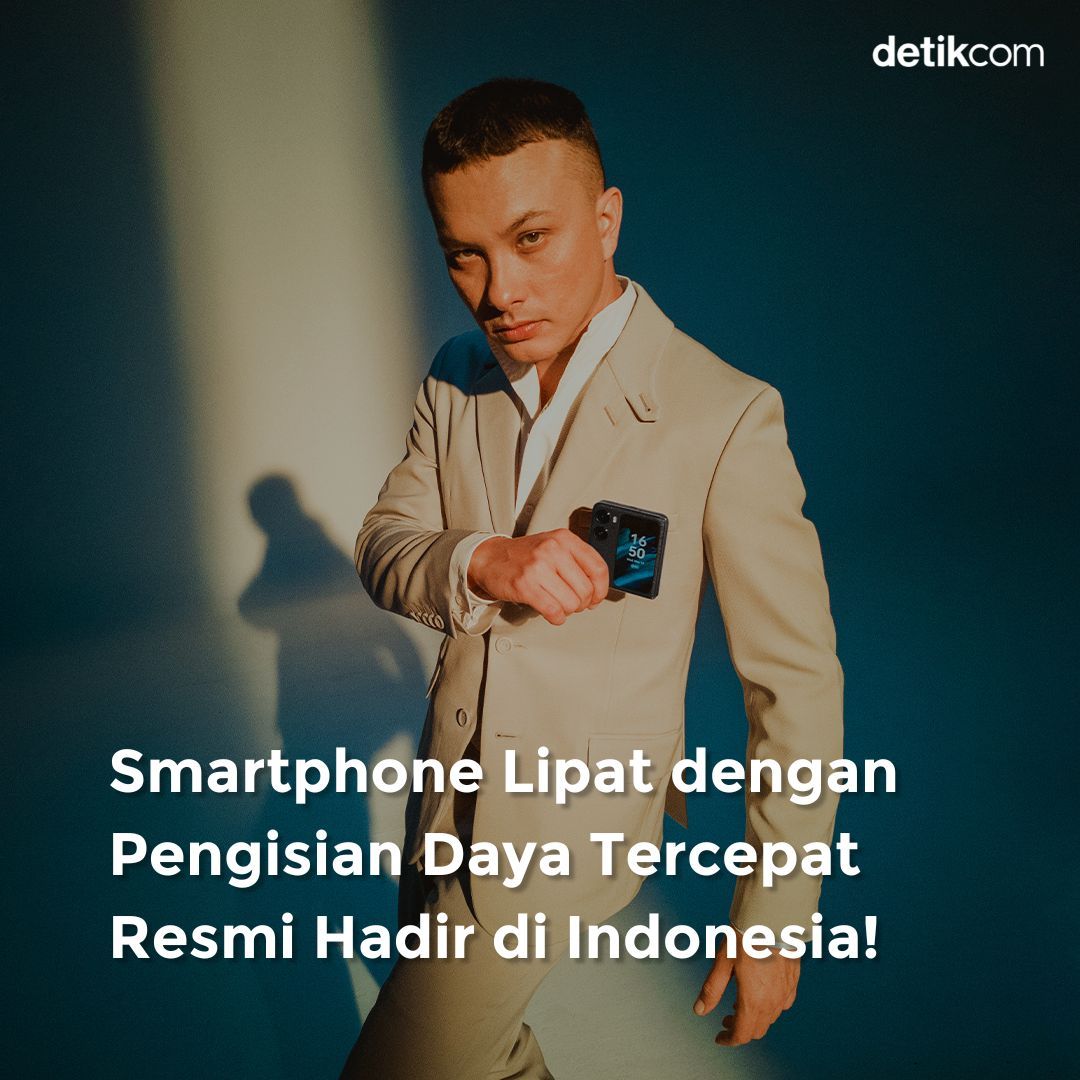 detikcom
16
50
Smartphone Lipat dengan
Pengisian Daya Tercepat
Resmi Hadir di Indonesia!